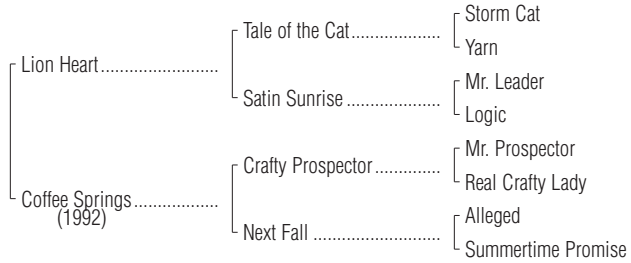 Storm Cat
Tale of the Cat...................
Yarn
Lion Heart.........................
Mr. Leader
Satin Sunrise ....................
Logic
Mr. Prospector
Crafty Prospector..............
Real Crafty Lady
Coffee Springs..................
(1992)
Alleged
Next Fall ...........................
Summertime Promise